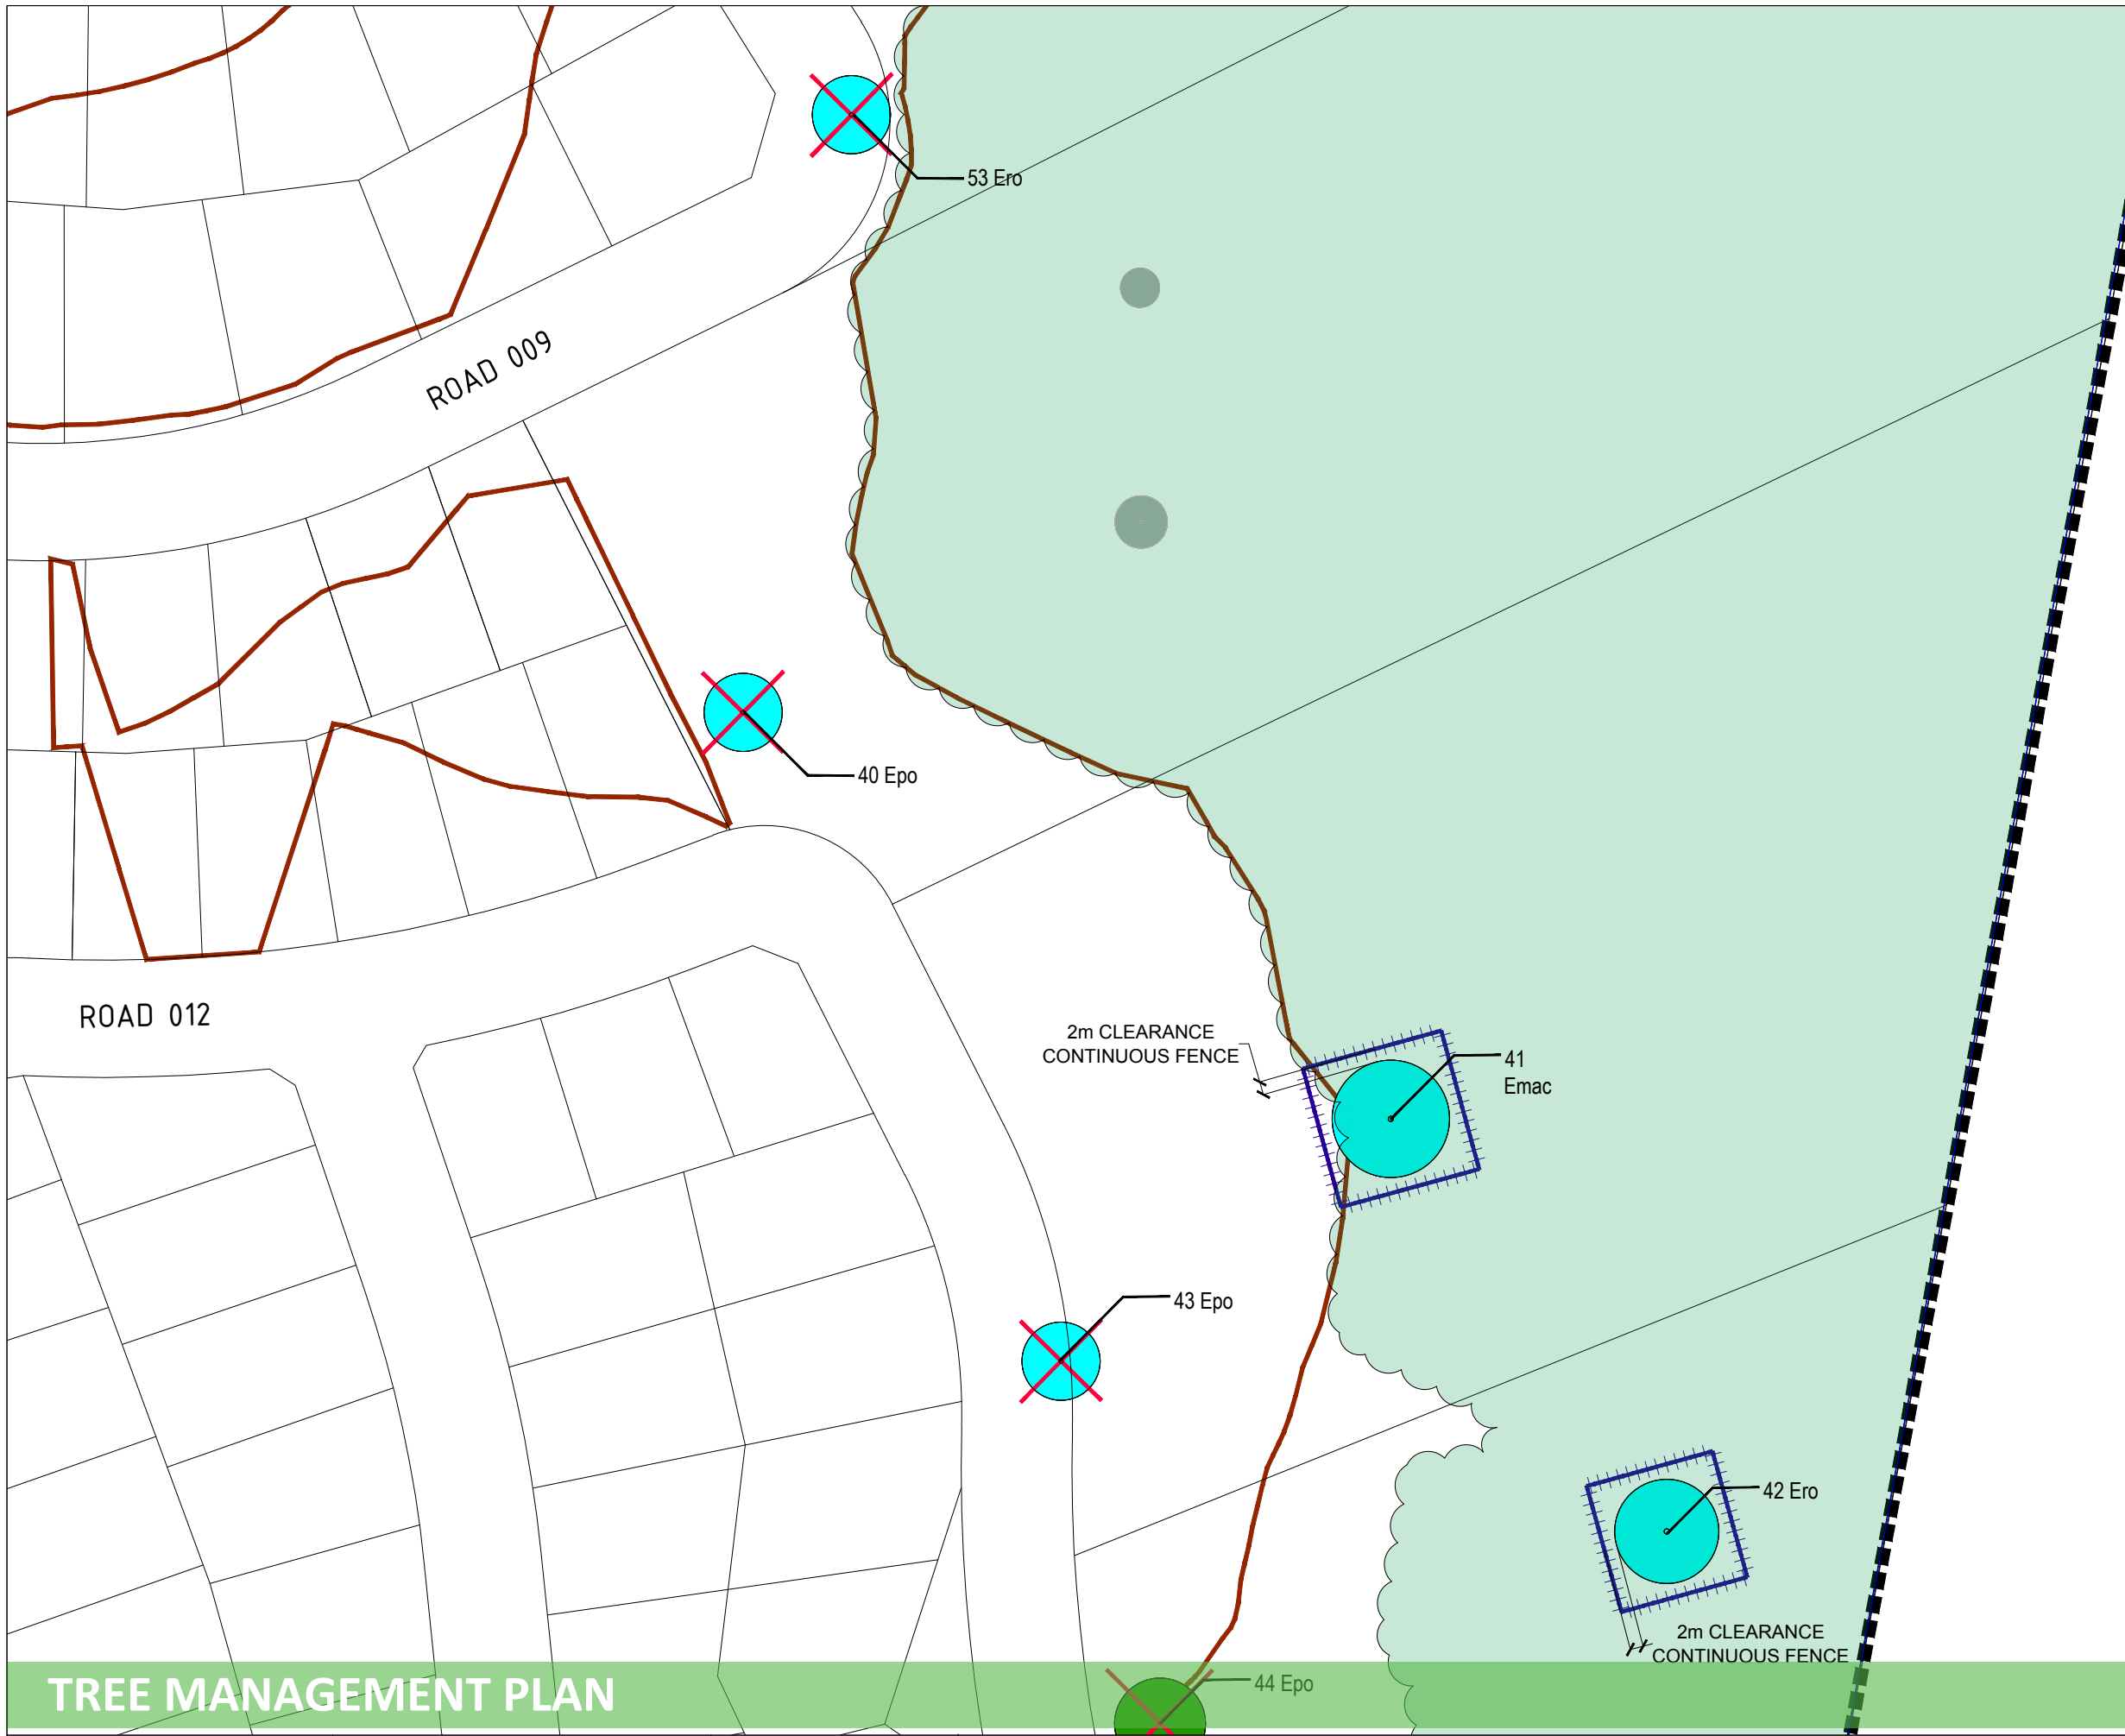 53 Ero
ROAD 009
40 Epo
ROAD 012
2m CLEARANCE
CONTINUOUS FENCE
41
Emac
43 Epo
42 Ero
2m CLEARANCE
CONTINUOUS FENCE
44 Epo
TREE MANAGEMENT PLAN